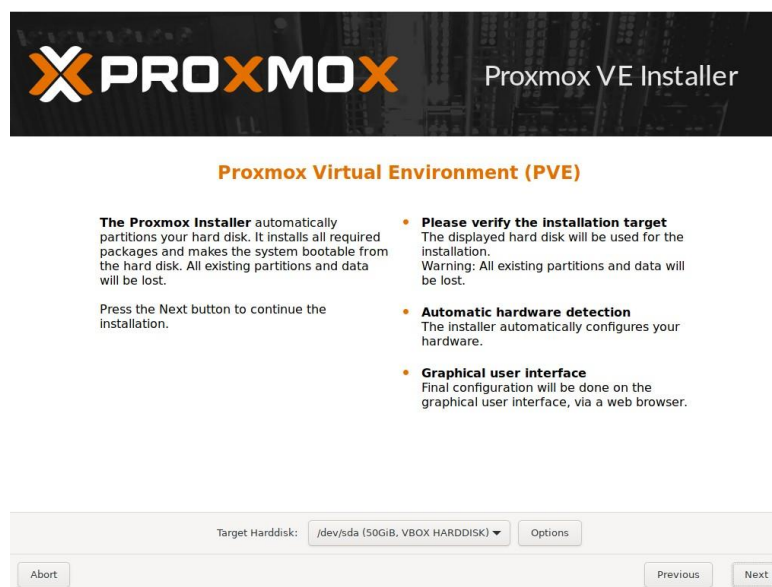 PROXMOX
Proxmox VE Installer
Proxmox Virtual Environment (PVE)
The Proxmox Installer automatically
partitions your hard disk. It installs all required
packages and makes the system bootable from
the hard disk. All existing partitions and data
will be lost.
Press the Next button to continue the
installation.
Please verify the installation target
The displayed hard disk will be used for the
installation.
Warning: All existing partitions and data will
be lost.
Automatic hardware detection
The installer automatically configures your
hardware.
Graphical user interface
Final configuration will be done on the
graphical user interface, via a web browser.
Target Harddisk: /dev/sda (50GiB, VBOX HARDDISK) Options
Abort Previous Next